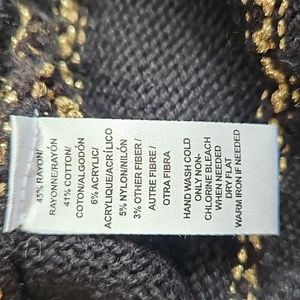 45% RAYON/
RAYONNE/RAYÓN
41% COTTON/
COTON/ALGODÓN
6% ACRYLIC/
ACRYLIQUE/ACRÍLICO
5% NYLON/NILÓN
3% OTHER FIBER /
AUTRE FIBRE /
OTRA FIBRA
HAND WASH COLD
ONLY NON-
CHLORINE BLEACH
WHEN NEEDED
DRY FLAT
WARM IRON IF NEEDED